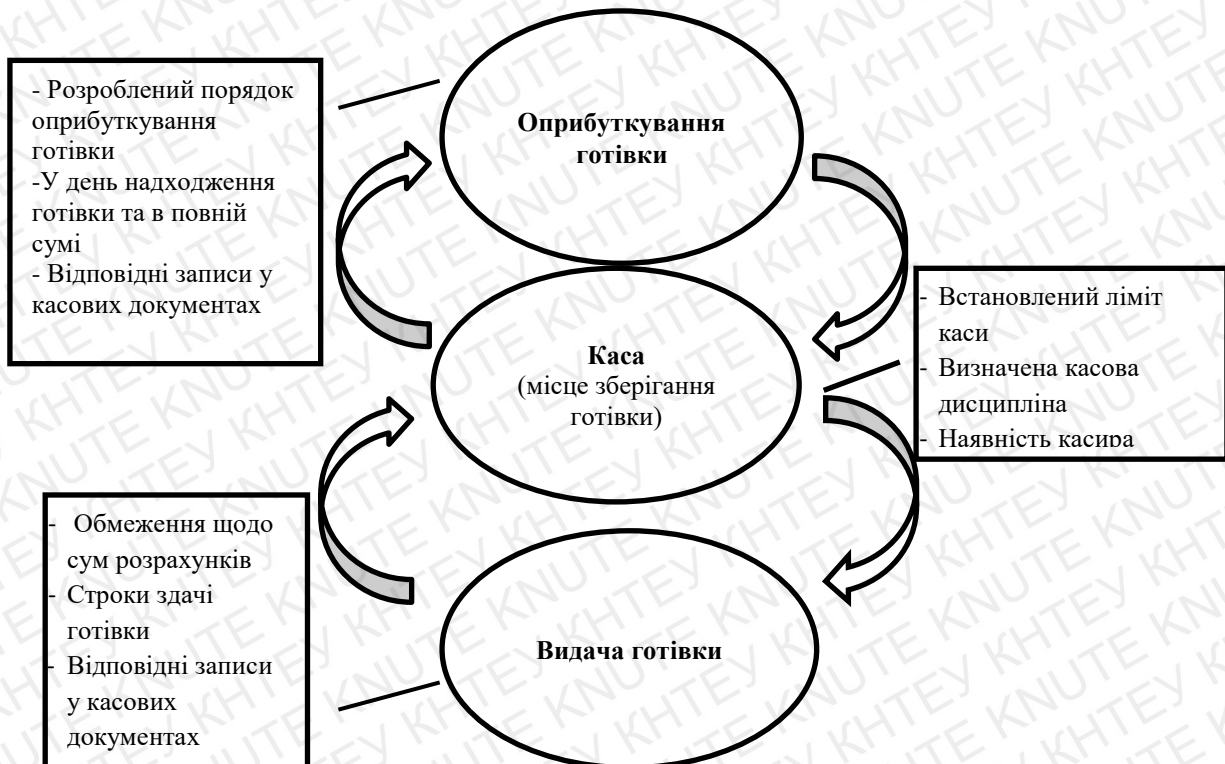 - Розроблений порядок
оприбуткування
готівки
-У день надходження
готівки та в повній
сумі
- Відповідні записи у
касових документах
Оприбуткування
готівки
Каса
(місце зберігання
готівки)
- Встановлений ліміт
каси
- Визначена касова
дисципліна
- Наявність касира
- Обмеження щодо
сум розрахунків
- Строки здачі
готівки
- Відповідні записи
у касових
документах
Видача готівки